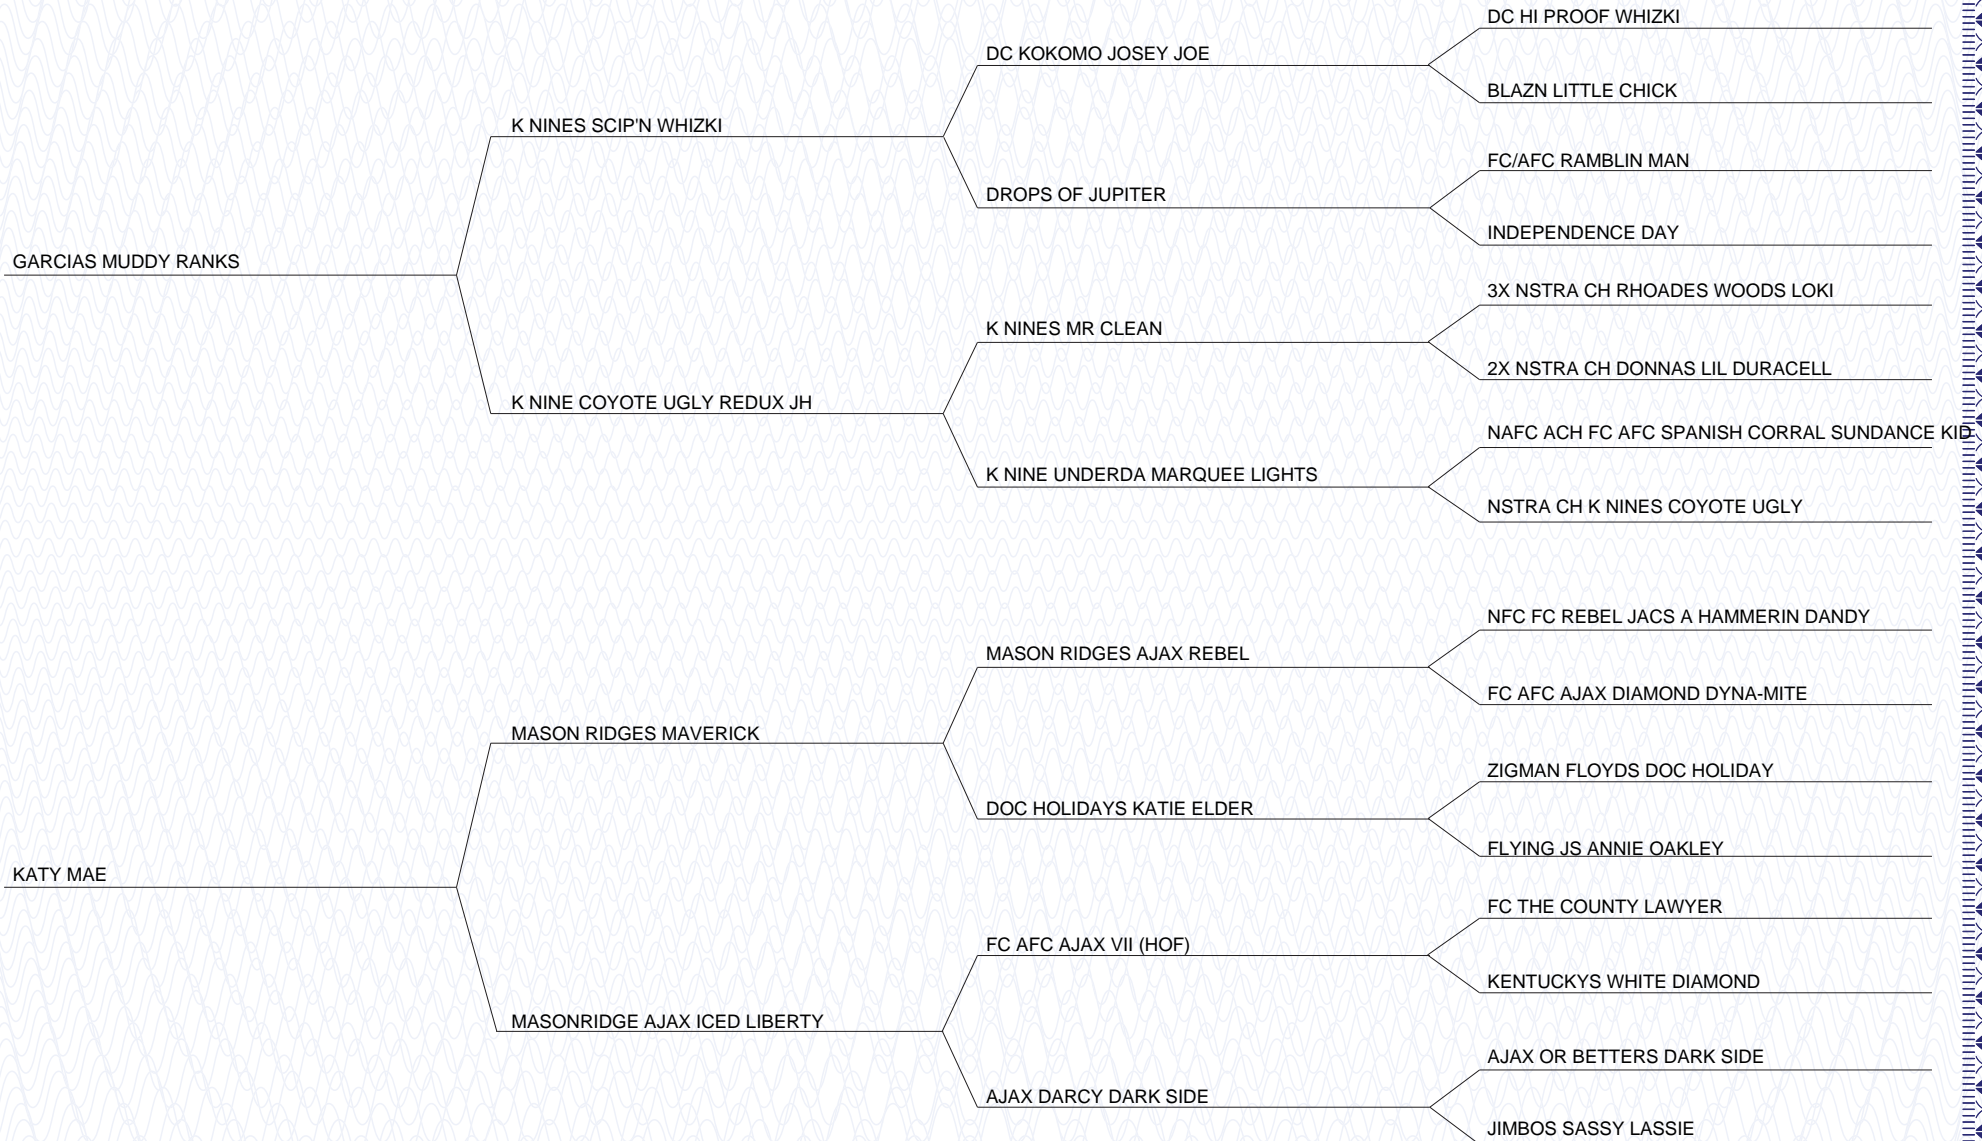 DC HI PROOF WHIZKI
DC KOKOMO JOSEY JOE
BLAZN LITTLE CHICK
K NINES SCIP'N WHIZKI
FC/AFC RAMBLIN MAN
DROPS OF JUPITER
INDEPENDENCE DAY
GARCIAS MUDDY RANKS
3X NSTRA CH RHOADES WOODS LOKI
K NINES MR CLEAN
2X NSTRA CH DONNAS LIL DURACELL
K NINE COYOTE UGLY REDUX JH
NAFC ACH FC AFC SPANISH CORRAL SUNDANCE KID
K NINE UNDERDA MARQUEE LIGHTS
NSTRA CH K NINES COYOTE UGLY
NFC FC REBEL JACS A HAMMERIN DANDY
MASON RIDGES AJAX REBEL
FC AFC AJAX DIAMOND DYNA-MITE
MASON RIDGES MAVERICK
ZIGMAN FLOYDS DOC HOLIDAY
DOC HOLIDAYS KATIE ELDER
FLYING JS ANNIE OAKLEY
KATY MAE
FC THE COUNTY LAWYER
FC AFC AJAX VII (HOF)
KENTUCKYS WHITE DIAMOND
MASONRIDGE AJAX ICED LIBERTY
AJAX OR BETTERS DARK SIDE
AJAX DARCY DARK SIDE
JIMBOS SASSY LASSIE